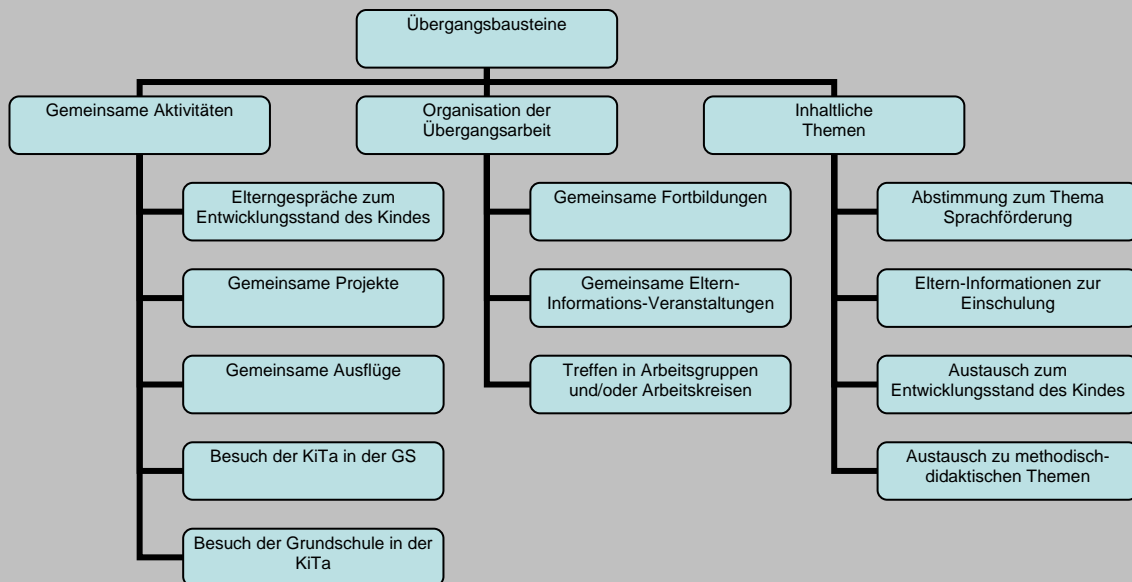 Übergangsbausteine
Gemeinsame Aktivitäten
Elterngespräche zum
Entwicklungsstand des Kindes
Gemeinsame Projekte
Gemeinsame Ausflüge
Besuch der KiTa in der GS
Besuch der Grundschule in der
KiTa
Organisation der
Übergangsarbeit
Gemeinsame Fortbildungen
Gemeinsame Eltern-
Informations-Veranstaltungen
Treffen in Arbeitsgruppen
und/oder Arbeitskreisen
Inhaltliche
Themen
Abstimmung zum Thema
Sprachförderung
Eltern-Informationen zur
Einschulung
Austausch zum
Entwicklungsstand des Kindes
Austausch zu methodisch-
didaktischen Themen